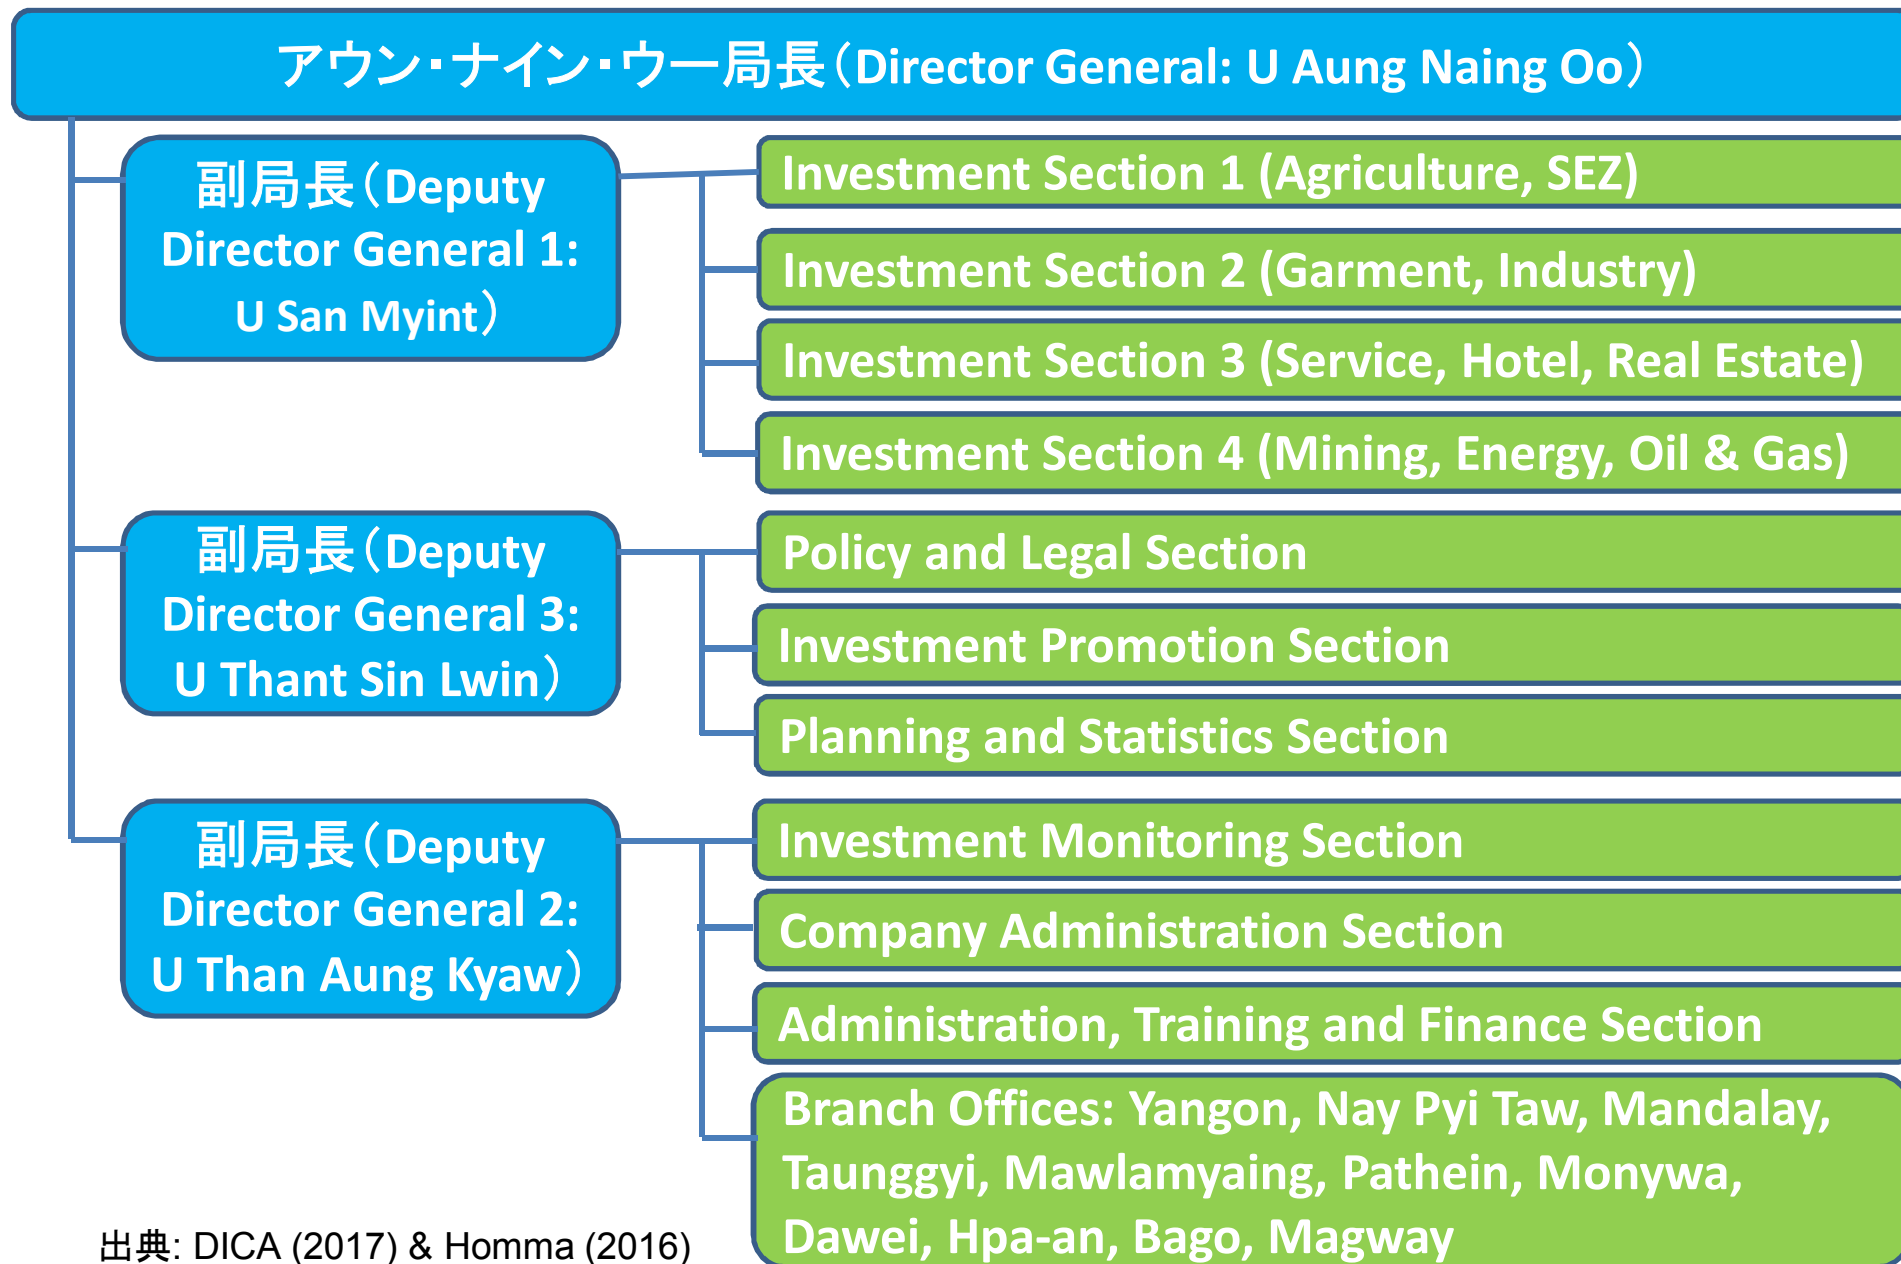 アウン・ナイン・ウー局長（Director General: U Aung Naing Oo）
副局長（Deputy
Director General 1:
U San Myint）
Investment Section 1 (Agriculture, SEZ)
Investment Section 2 (Garment, Industry)
Investment Section 3 (Service, Hotel, Real Estate)
Investment Section 4 (Mining, Energy, Oil & Gas)
副局長（Deputy
Director General 3:
U Thant Sin Lwin）
Policy and Legal Section
Investment Promotion Section
Planning and Statistics Section
副局長（Deputy
Director General 2:
U Than Aung Kyaw）
Investment Monitoring Section
Company Administration Section
Administration, Training and Finance Section
Branch Offices: Yangon, Nay Pyi Taw, Mandalay,
Taunggyi, Mawlamyaing, Pathein, Monywa,
Dawei, Hpa-an, Bago, Magway
出典: DICA (2017) & Homma (2016)